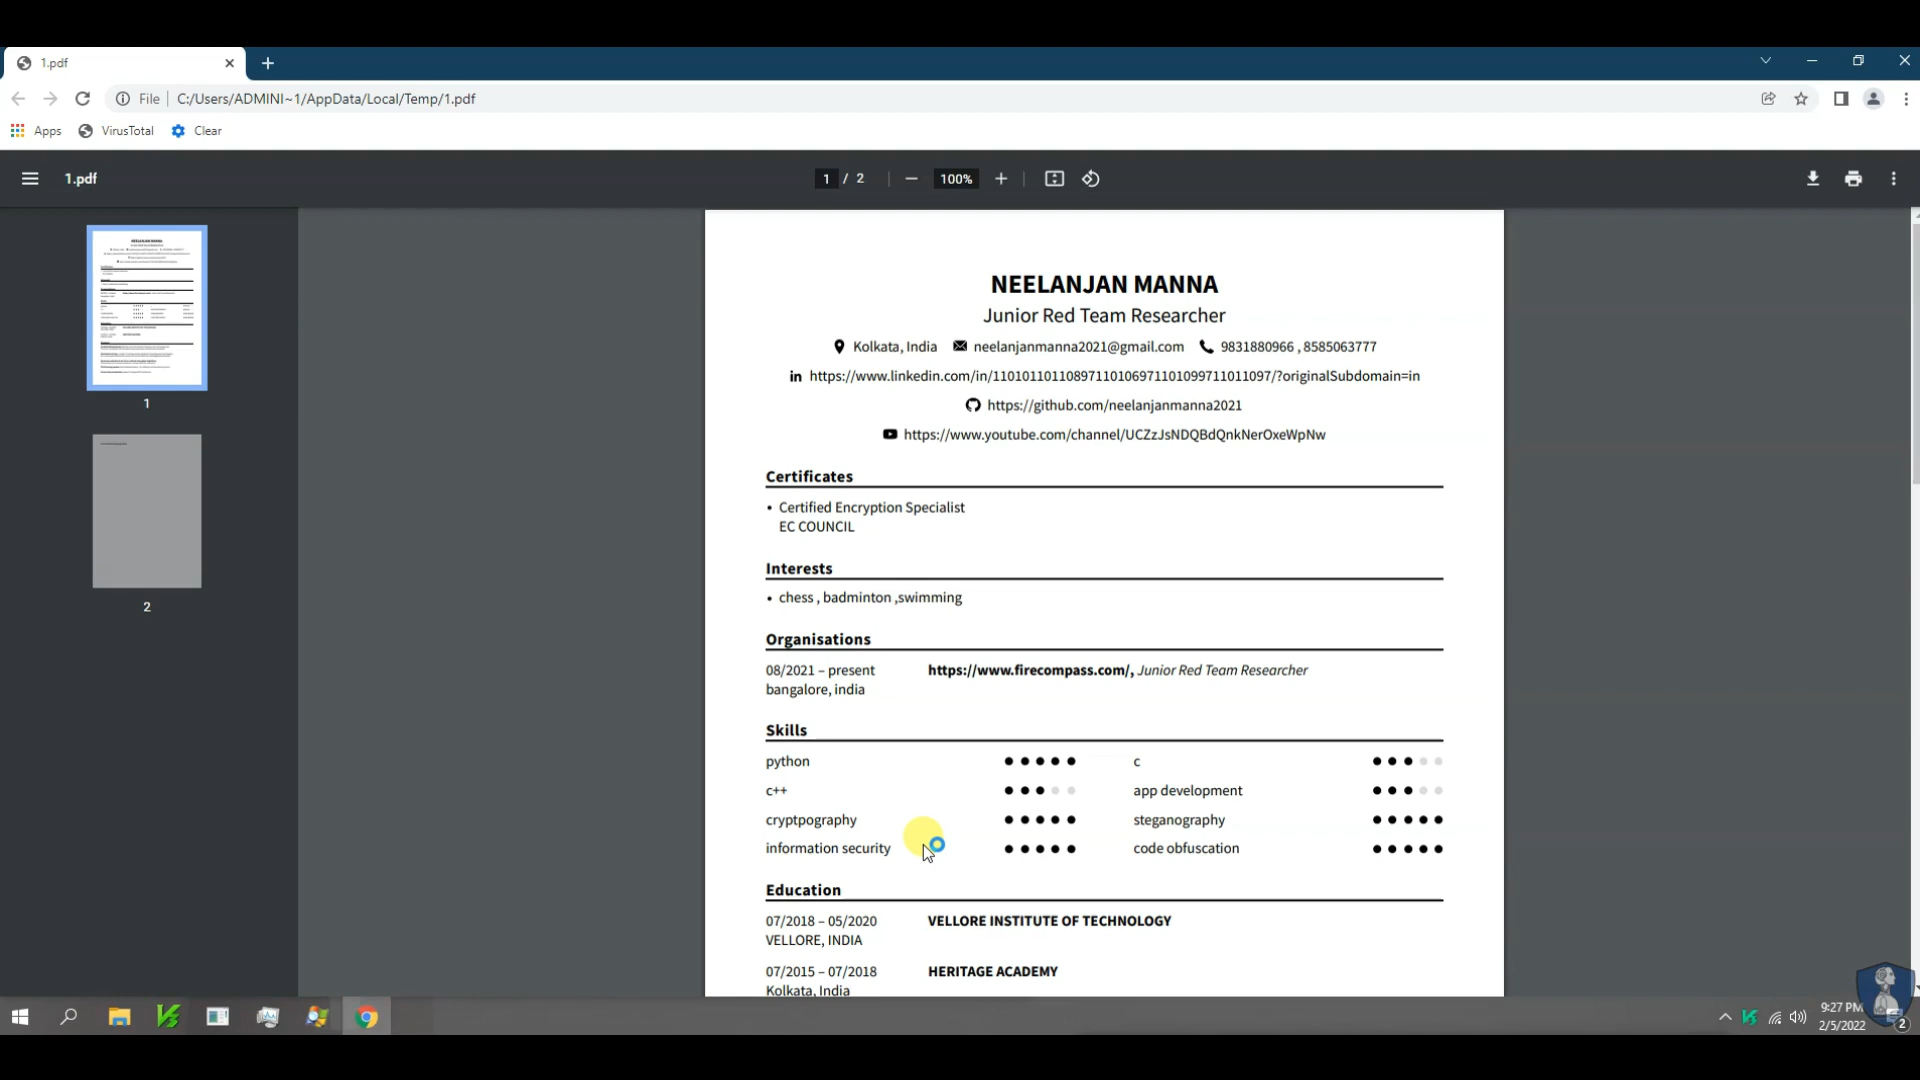 1.pdf
File
C:/Users/ADMINI~1/AppData/Local/Temp/1.pdf
Apps
VirusTotal
Clear
1.pdf
1 / 2
100%
1
2
NEELANJAN MANNA
Junior Red Team Researcher
Kolkata, India neelanjanmanna2021@gmail.com 9831880966 , 8585063777
in https://www.linkedin.com/in/11010110110897110106971101099711011097/?originalSubdomain=in
https://github.com/neelanjanmanna2021
https://www.youtube.com/channel/UCZzJsNDQBdQnkNerOxeWpNw
Certificates
• Certified Encryption Specialist
EC COUNCIL
Interests
• chess , badminton ,swimming
Organisations
08/2021 – present https://www.firecompass.com/, Junior Red Team Researcher
bangalore, india
Skills
python c
c++ app development
cryptpography steganography
information security code obfuscation
Education
07/2018 – 05/2020 VELLORE INSTITUTE OF TECHNOLOGY
VELLORE, INDIA
07/2015 – 07/2018 HERITAGE ACADEMY
Kolkata, India
9:27 PM
2/5/2022
2